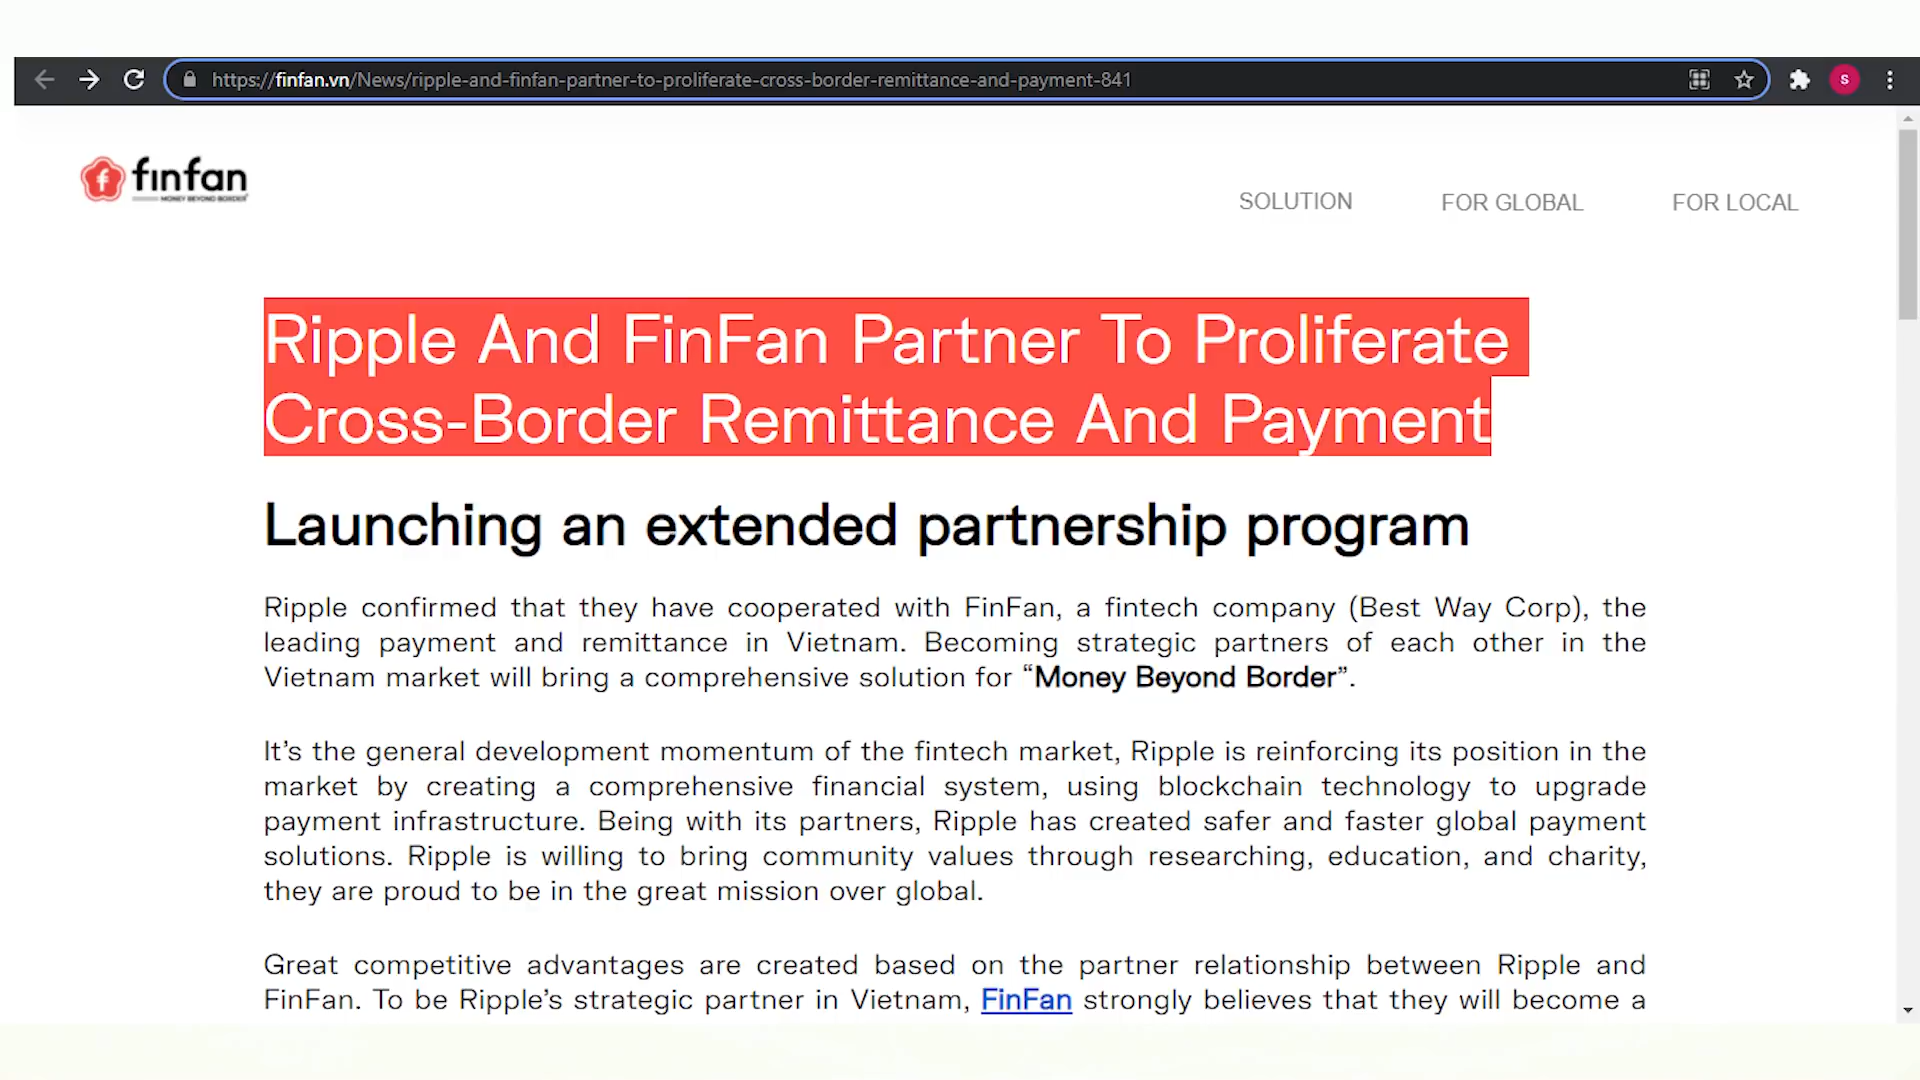 https://finfan.vn/News/ripple-and-finfan-partner-to-proliferate-cross-border-remittance-and-payment-841
S
finfan
MONEY BEYOND BORDER
SOLUTION
FOR GLOBAL
FOR LOCAL
Ripple And FinFan Partner To Proliferate
Cross-Border Remittance And Payment
Launching an extended partnership program
Ripple confirmed that they have cooperated with FinFan, a fintech company (Best Way Corp), the
leading payment and remittance in Vietnam. Becoming strategic partners of each other in the
Vietnam market will bring a comprehensive solution for “Money Beyond Border”.
It’s the general development momentum of the fintech market, Ripple is reinforcing its position in the
market by creating a comprehensive financial system, using blockchain technology to upgrade
payment infrastructure. Being with its partners, Ripple has created safer and faster global payment
solutions. Ripple is willing to bring community values through researching, education, and charity,
they are proud to be in the great mission over global.
Great competitive advantages are created based on the partner relationship between Ripple and
FinFan. To be Ripple’s strategic partner in Vietnam, FinFan strongly believes that they will become a